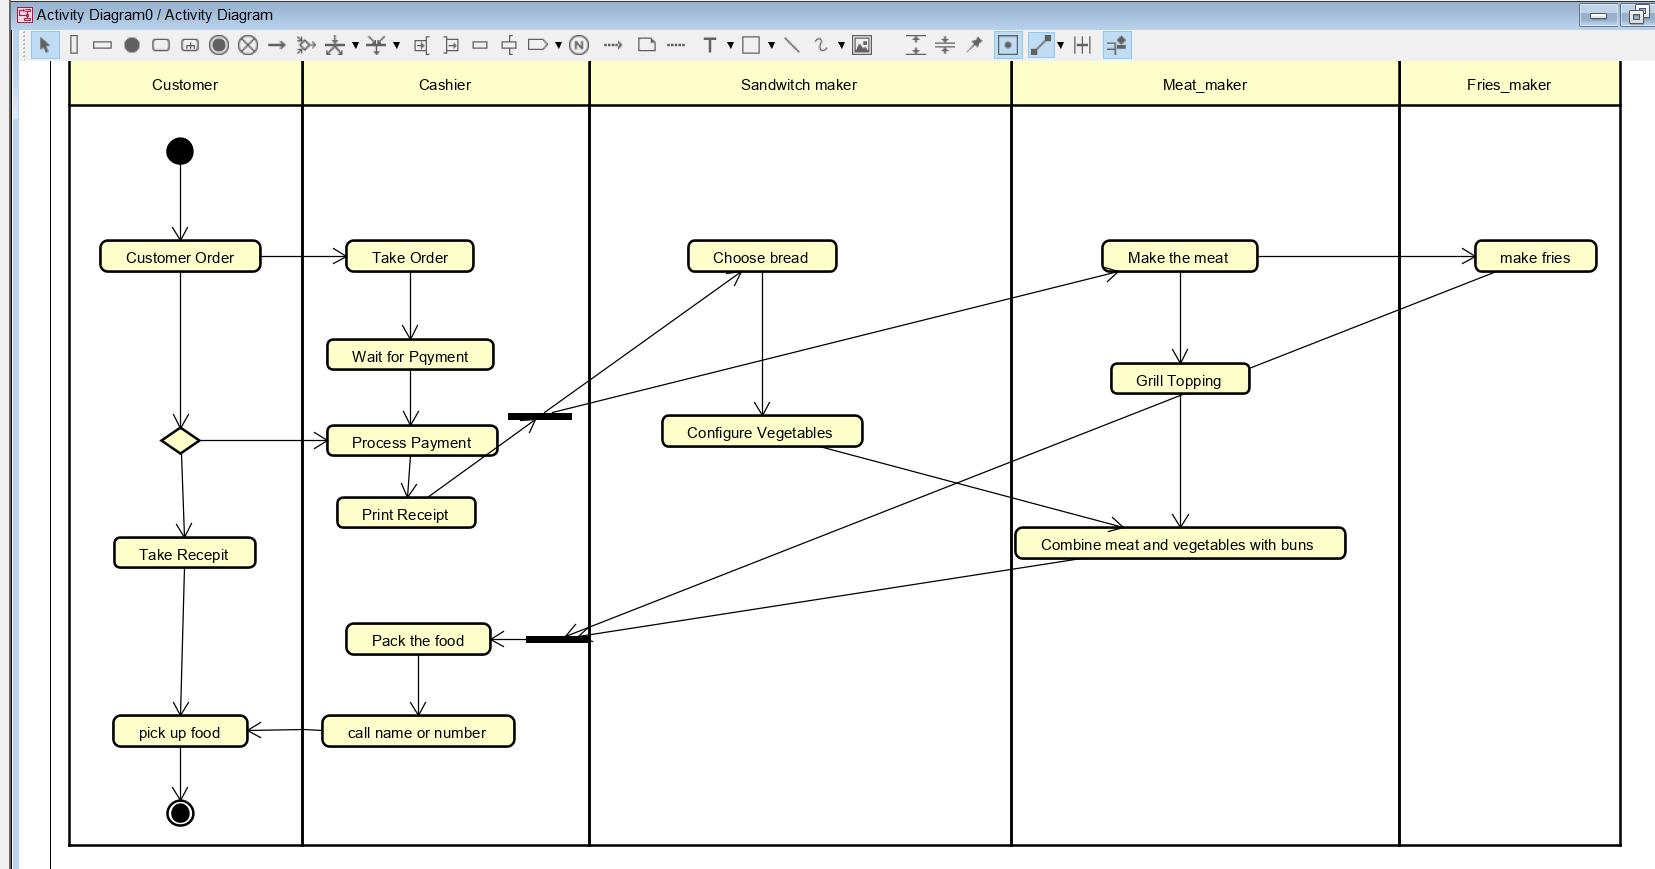 Activity Diagram0 / Activity Diagram
N
T
Customer
Cashier
Sandwitch maker
Meat_maker
Fries_maker
Customer Order
Take Order
Choose bread
Make the meat
make fries
Wait for Pqyment
Grill Topping
Process Payment
Configure Vegetables
Print Receipt
Take Recepit
Combine meat and vegetables with buns
Pack the food
pick up food
call name or number